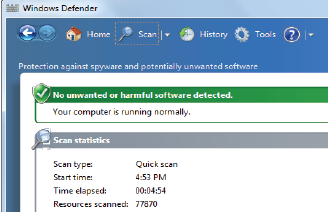 Windows Defender
Home Scan History Tools ?
Protection against spyware and potentially unwanted software
No unwanted or harmful software detected.
Your computer is running normally.
Scan statistics
Scan type: Quick scan
Start time: 4:53 PM
Time elapsed: 00:04:54
Resources scanned: 77870